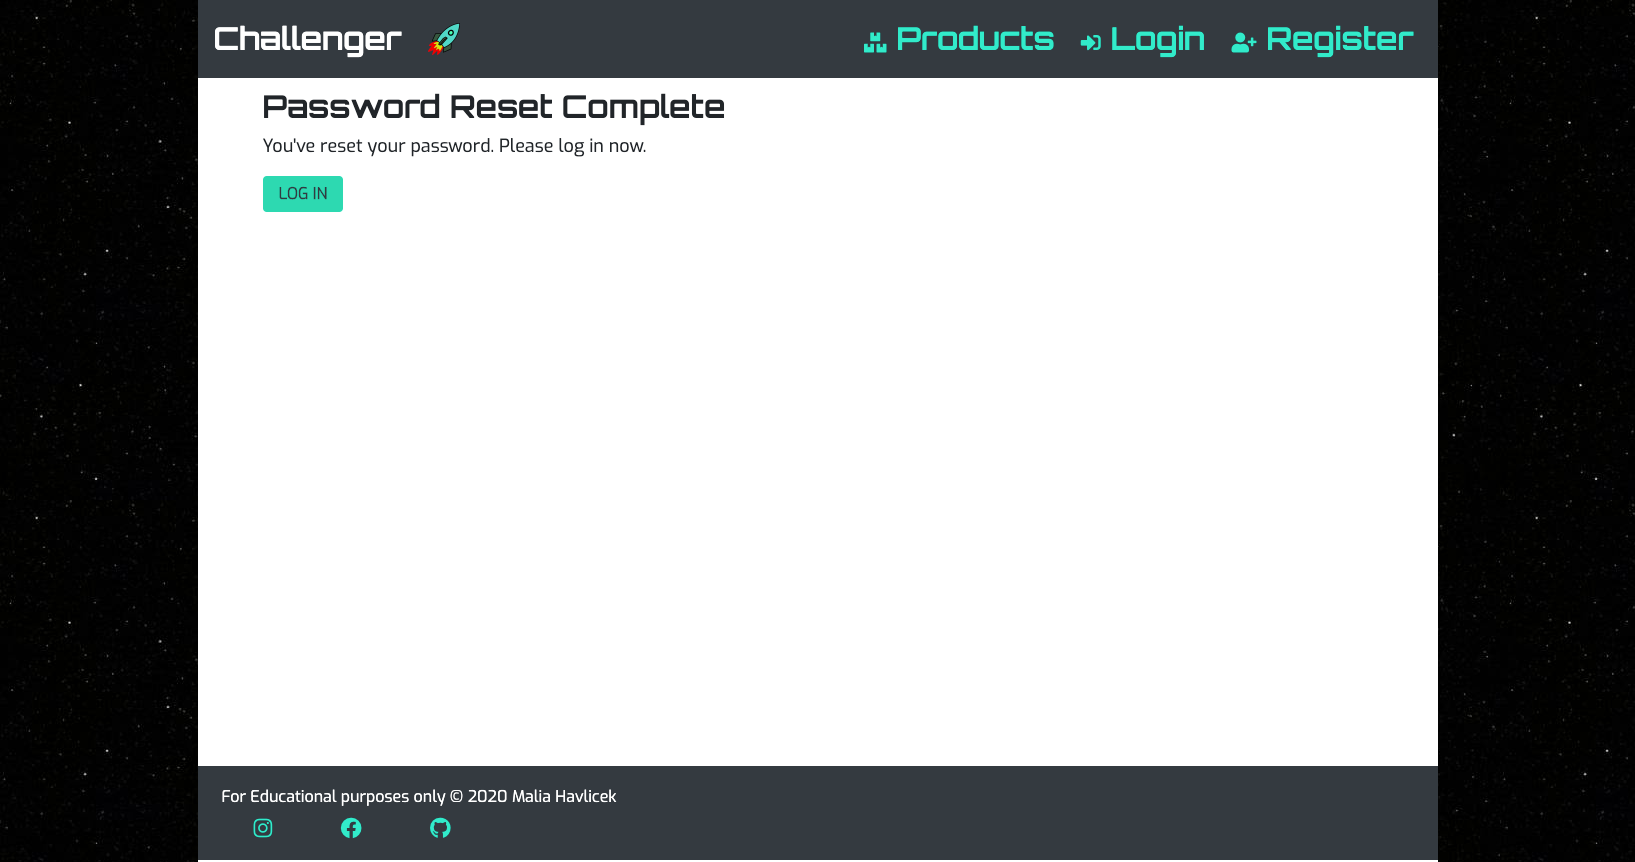 Challenger
Products Login Register
Password Reset Complete
You've reset your password. Please log in now.
LOG IN
For Educational purposes only © 2020 Malia Havlicek